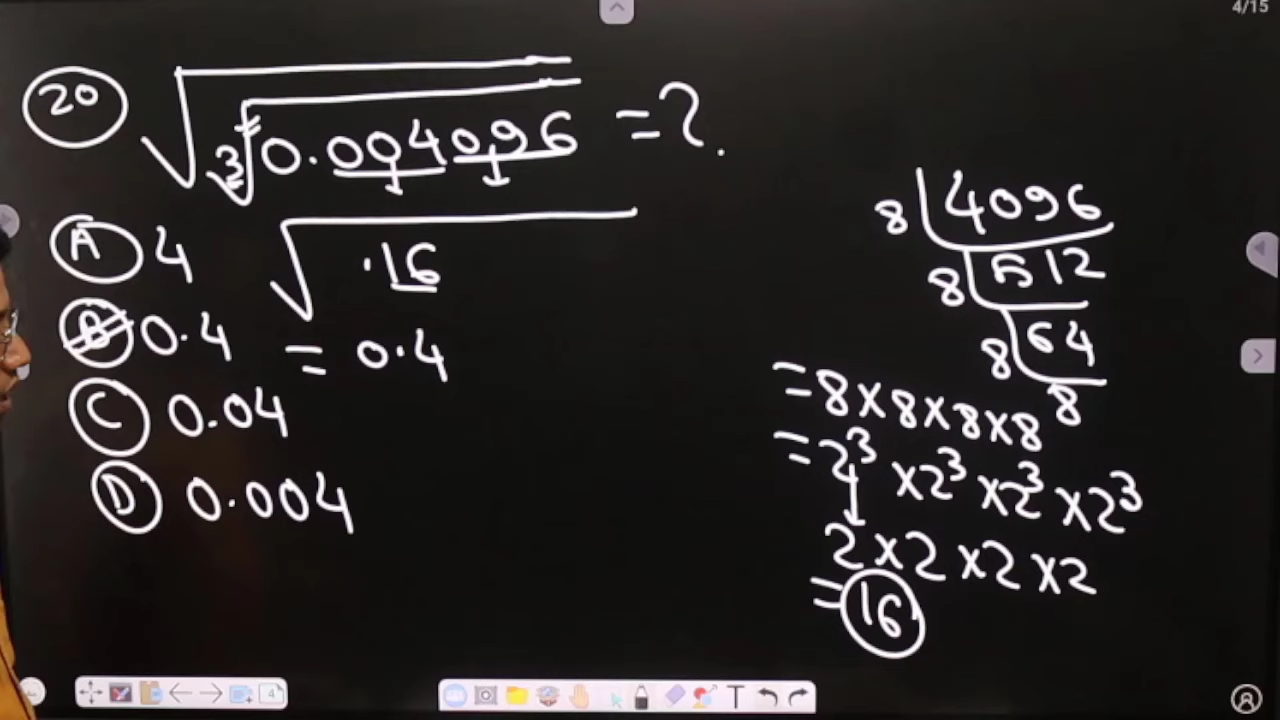 4/15
20 √∛0.004096 = ?
A 4
√.16
B 0.4
= 0.4
C 0.04
D 0.004
8 4096
8 512
8 64
8
= 8×8×8×8
= 2³ ×2³ ×2³ ×2³
2×2×2×2
= 16
4
T